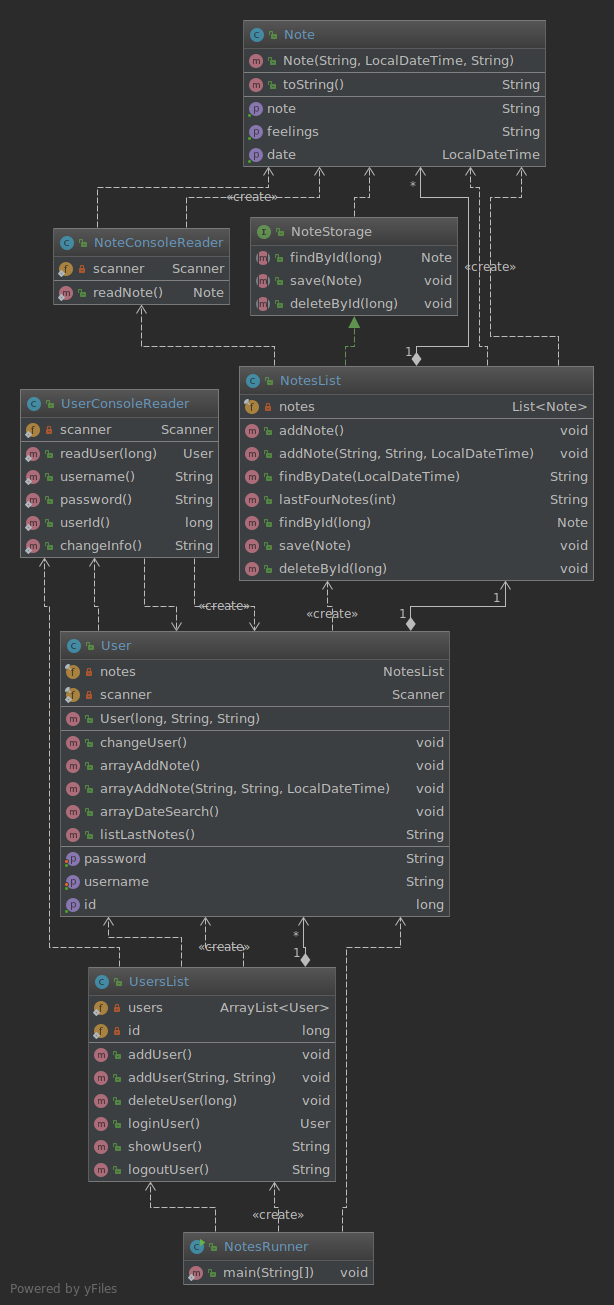 Note
Note(String, LocalDateTime, String)
toString() String
note String
feelings String
date LocalDateTime
«create»
NoteConsoleReader
scanner Scanner
readNote() Note
NoteStorage
findById(long) Note
save(Note) void
deleteById(long) void
*
«create»
1
NotesList
notes List<Note>
addNote() void
addNote(String, String, LocalDateTime) void
findByDate(LocalDateTime) String
lastFourNotes(int) String
findById(long) Note
save(Note) void
deleteById(long) void
UserConsoleReader
scanner Scanner
readUser(long) User
username() String
password() String
userId() long
changeInfo() String
«create»
«create»
1
1
User
notes NotesList
scanner Scanner
User(long, String, String)
changeUser() void
arrayAddNote() void
arrayAddNote(String, String, LocalDateTime) void
arrayDateSearch() void
listLastNotes() String
password String
username String
id long
«create»
*
1
UsersList
users ArrayList<User>
id long
addUser() void
addUser(String, String) void
deleteUser(long) void
loginUser() User
showUser() String
logoutUser() String
«create»
NotesRunner
main(String[]) void
Powered by yFiles